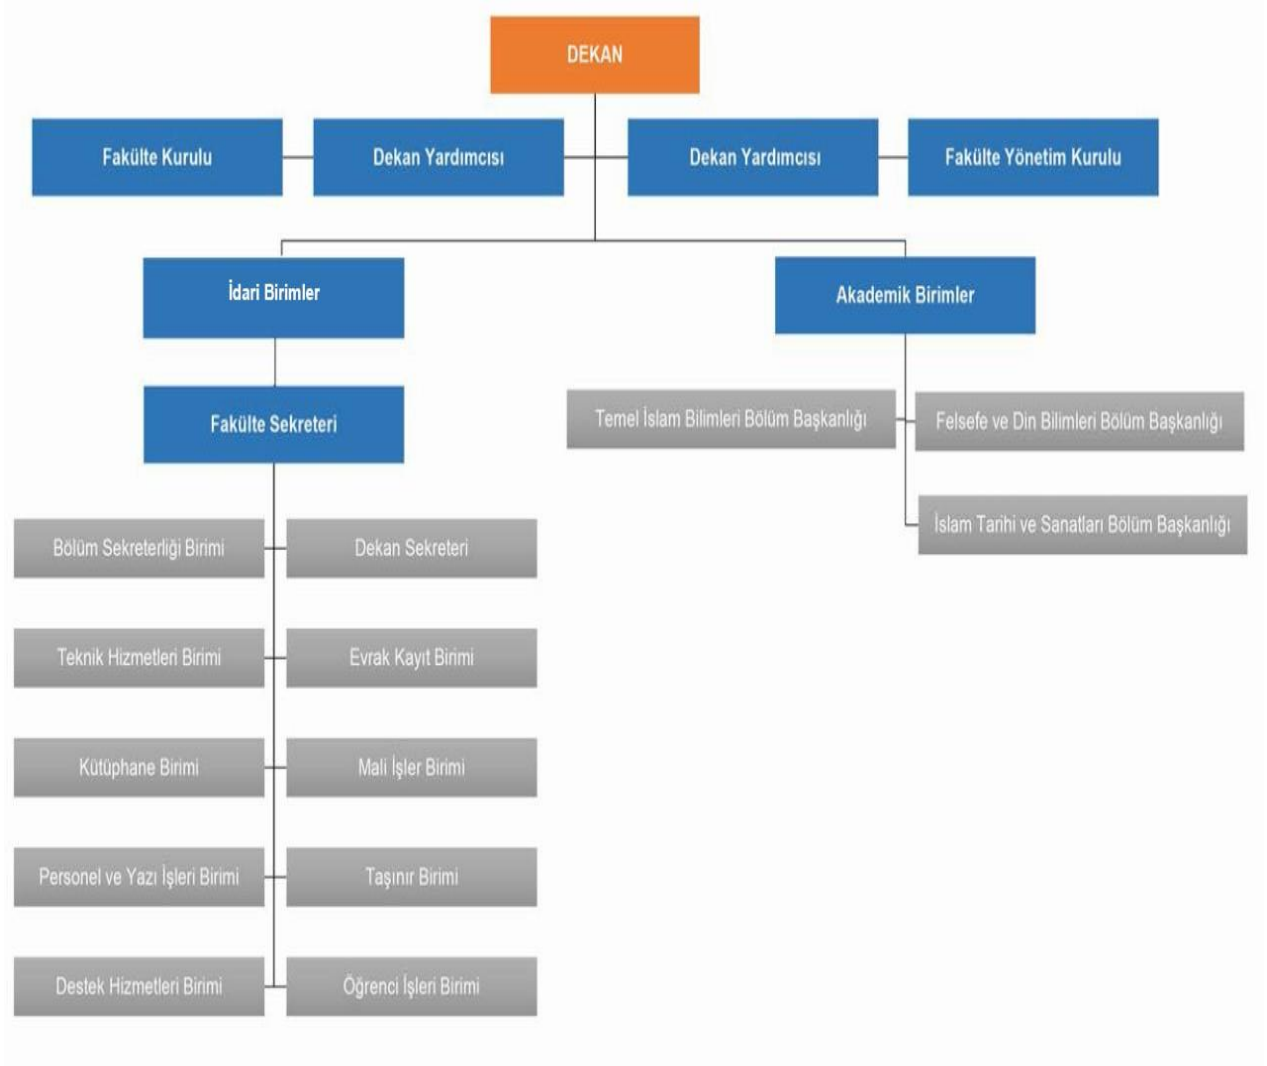 DEKAN
Fakülte Kurulu
Dekan Yardımcısı
Dekan Yardımcısı
Fakülte Yönetim Kurulu
İdari Birimler
Akademik Birimler
Fakülte Sekreteri
Temel İslam Bilimleri Bölüm Başkanlığı
Felsefe ve Din Bilimleri Bölüm Başkanlığı
İslam Tarihi ve Sanatları Bölüm Başkanlığı
Bölüm Sekreterliği Birimi
Dekan Sekreteri
Teknik Hizmetleri Birimi
Evrak Kayıt Birimi
Kütüphane Birimi
Mali İşler Birimi
Personel ve Yazı İşleri Birimi
Taşınır Birimi
Destek Hizmetleri Birimi
Öğrenci İşleri Birimi